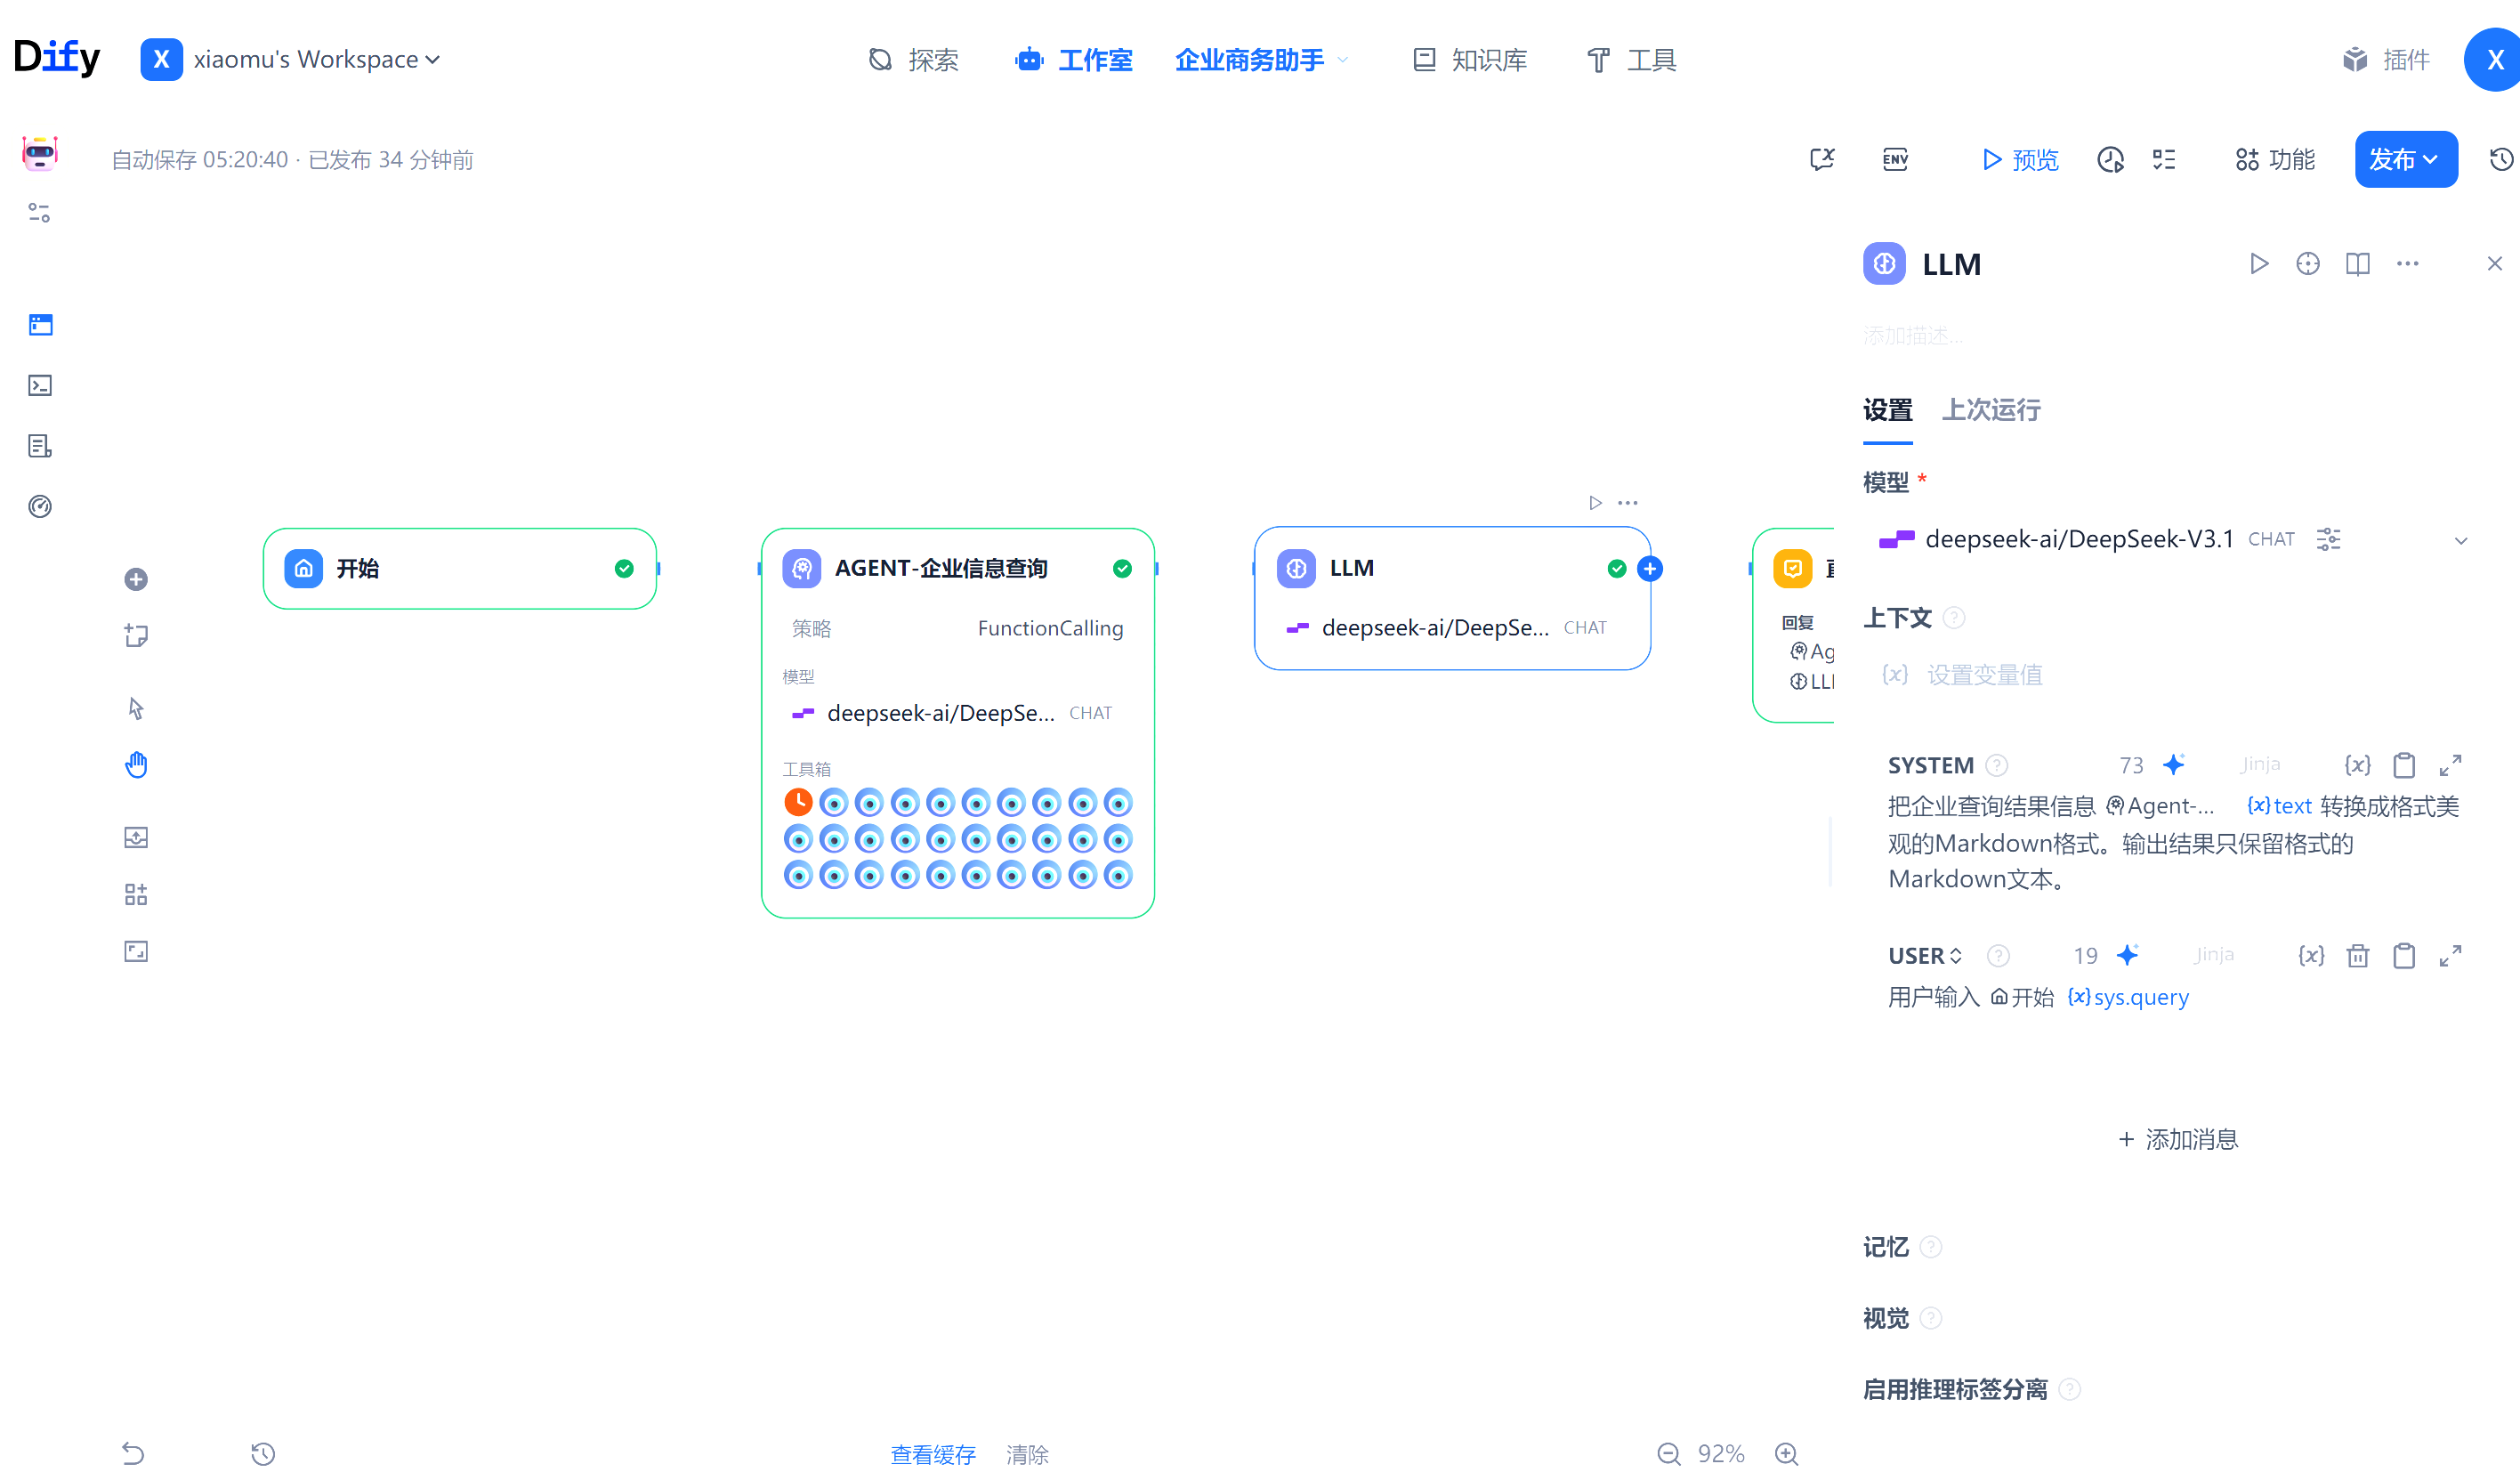 Dify
X xiaomu's Workspace
探索
工作室
企业商务助手
知识库
工具
插件
X
自动保存 05:20:40 · 已发布 34 分钟前
ENV
预览
功能
发布
开始
AGENT-企业信息查询
策略
FunctionCalling
模型
deepseek-ai/DeepSe... CHAT
工具箱
LLM
deepseek-ai/DeepSe... CHAT
回复
Ag
LLM
添加描述...
设置
上次运行
模型 *
deepseek-ai/DeepSeek-V3.1 CHAT
上下文
{x} 设置变量值
SYSTEM 73 Jinja {x}
把企业查询结果信息 Agent-... {x}text 转换成格式美
观的Markdown格式。输出结果只保留格式的
Markdown文本。
USER 19 Jinja {x}
用户输入 开始 {x}sys.query
+ 添加消息
记忆
视觉
启用推理标签分离
查看缓存
清除
92%